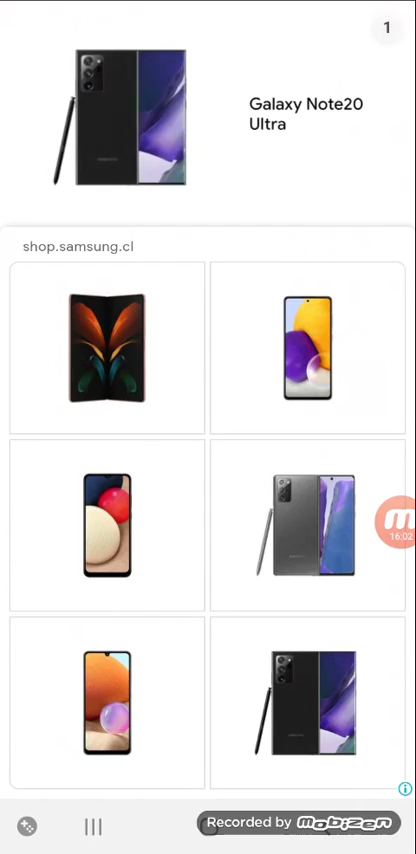 1
Galaxy Note20
Ultra
shop.samsung.cl
16:02
Recorded by MOBIZEN